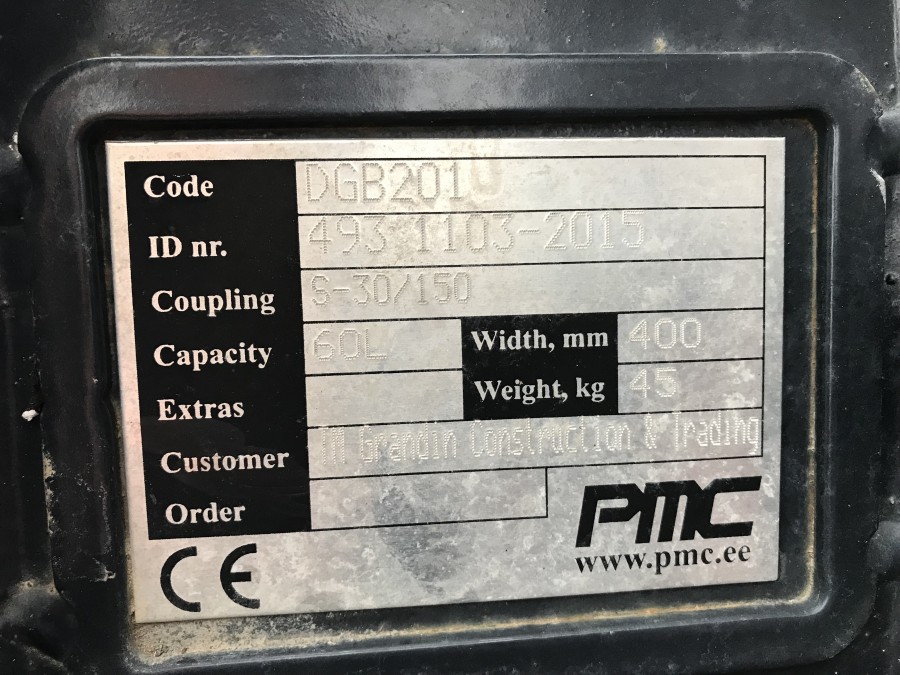 Code DGB201
ID nr. 493 1103-2015
Coupling S-30/150
Capacity 60L Width, mm 400
Extras Weight, kg 45
Customer TM Grandin Construction & Trading
Order
CE PMC
www.pmc.ee